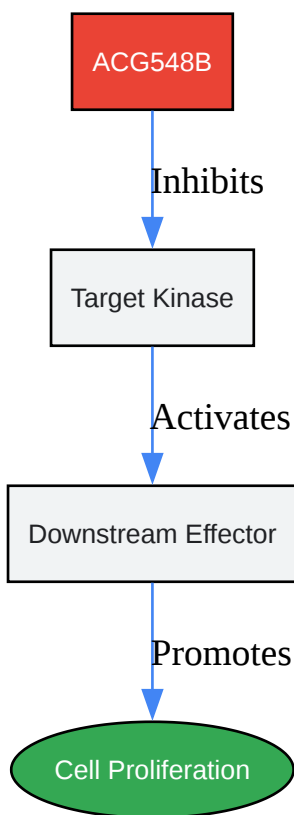 ACG548B
Inhibits
Target Kinase
Activates
Downstream Effector
Promotes
Cell Proliferation